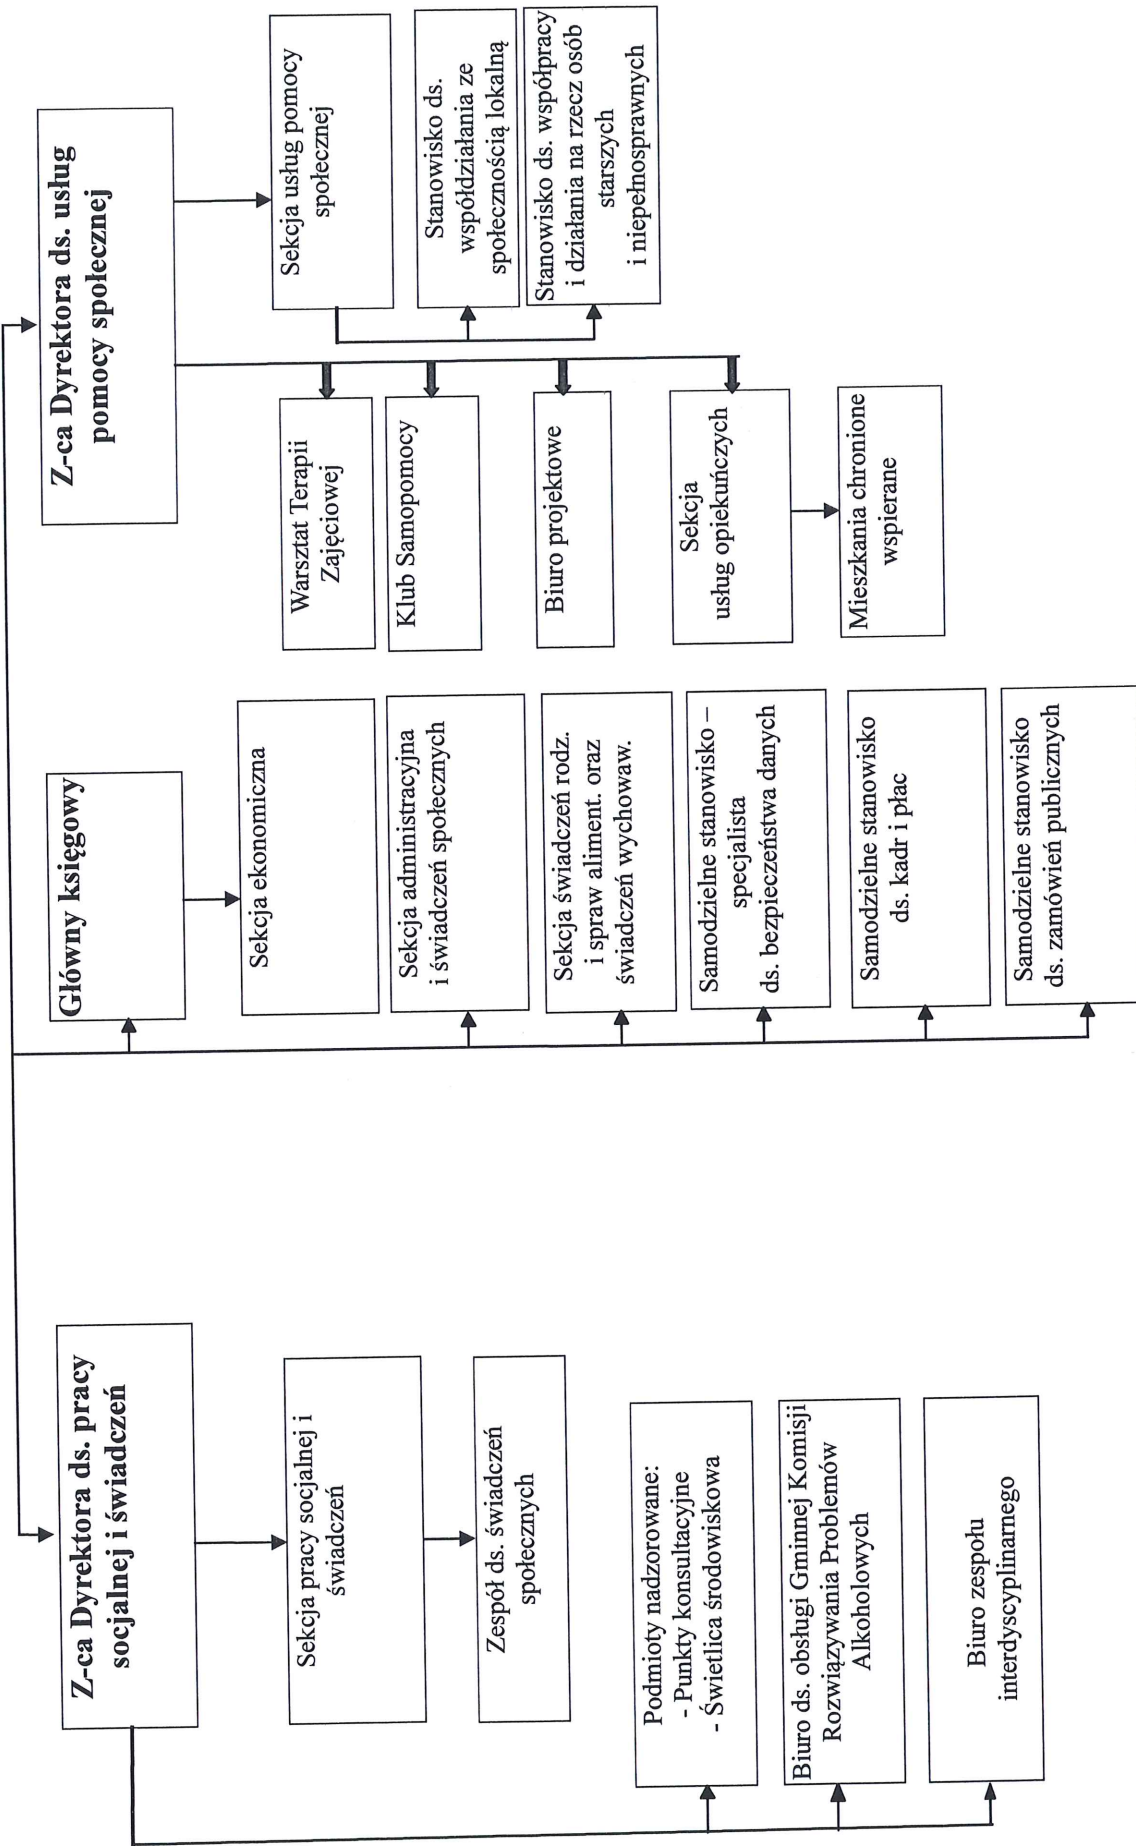 Z-ca Dyrektora ds. pracy
socjalnej i świadczeń
Sekcja pracy socjalnej i
świadczeń
Zespół ds. świadczeń
społecznych
Podmioty nadzorowane:
- Punkty konsultacyjne
- Świetlica środowiskowa
Biuro ds. obsługi Gminnej Komisji
Rozwiązywania Problemów
Alkoholowych
Biuro zespołu
interdyscyplinarnego
Główny księgowy
Sekcja ekonomiczna
Sekcja administracyjna
i świadczeń społecznych
Sekcja świadczeń rodz.
i spraw aliment. oraz
świadczeń wychowaw.
Samodzielne stanowisko –
specjalista
ds. bezpieczeństwa danych
Samodzielne stanowisko
ds. kadr i płac
Samodzielne stanowisko
ds. zamówień publicznych
Z-ca Dyrektora ds. usług
pomocy społecznej
Warsztat Terapii
Zajęciowej
Klub Samopomocy
Biuro projektowe
Sekcja
usług opiekuńczych
Mieszkania chronione
wspierane
Sekcja usług pomocy
społecznej
Stanowisko ds.
współdziałania ze
społecznością lokalną
Stanowisko ds. współpracy
i działania na rzecz osób
starszych
i niepełnosprawnych